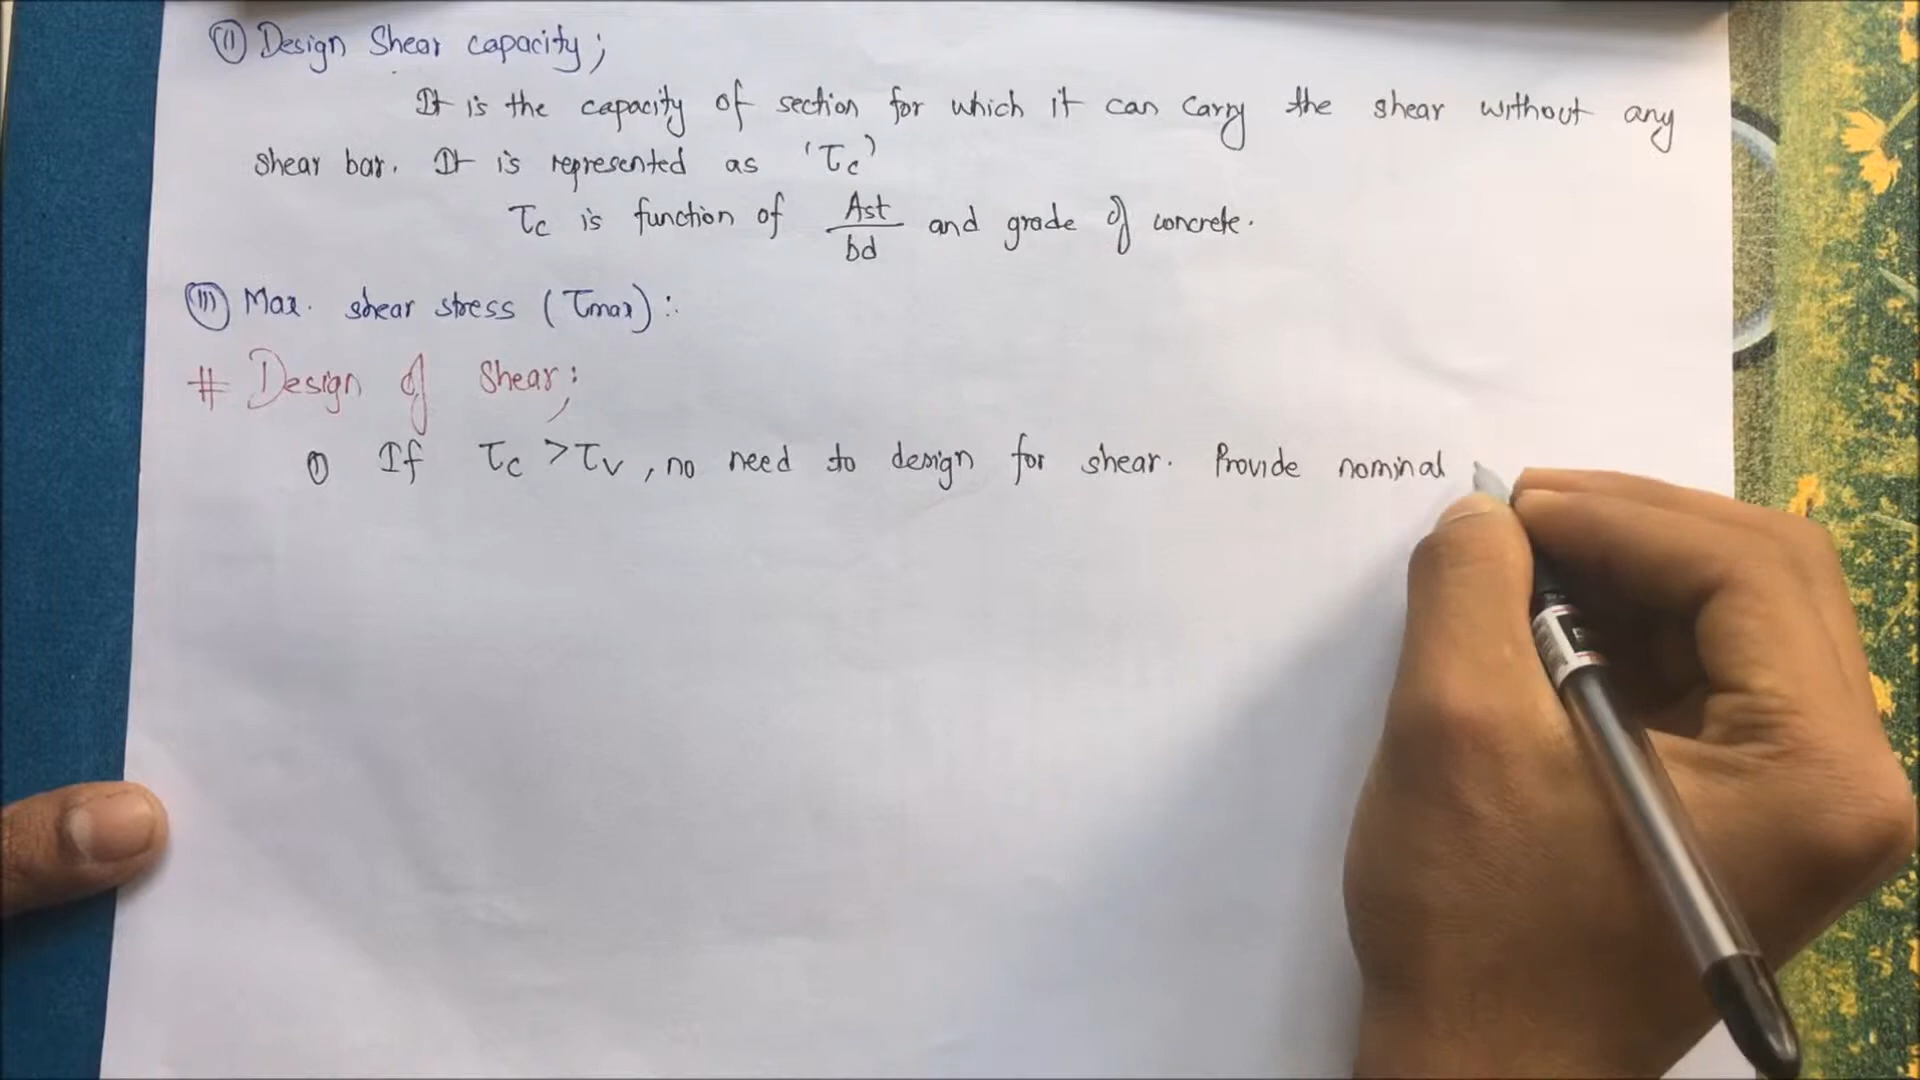 (II) Design Shear capacity;
It is the capacity of section for which it can carry the shear without any
shear bar. It is represented as 'τc'
τc is function of Ast/bd and grade of concrete.
(III) Max. shear stress (τmax):
# Design of Shear;
(I) If τc > τv, no need to design for shear. Provide nominal